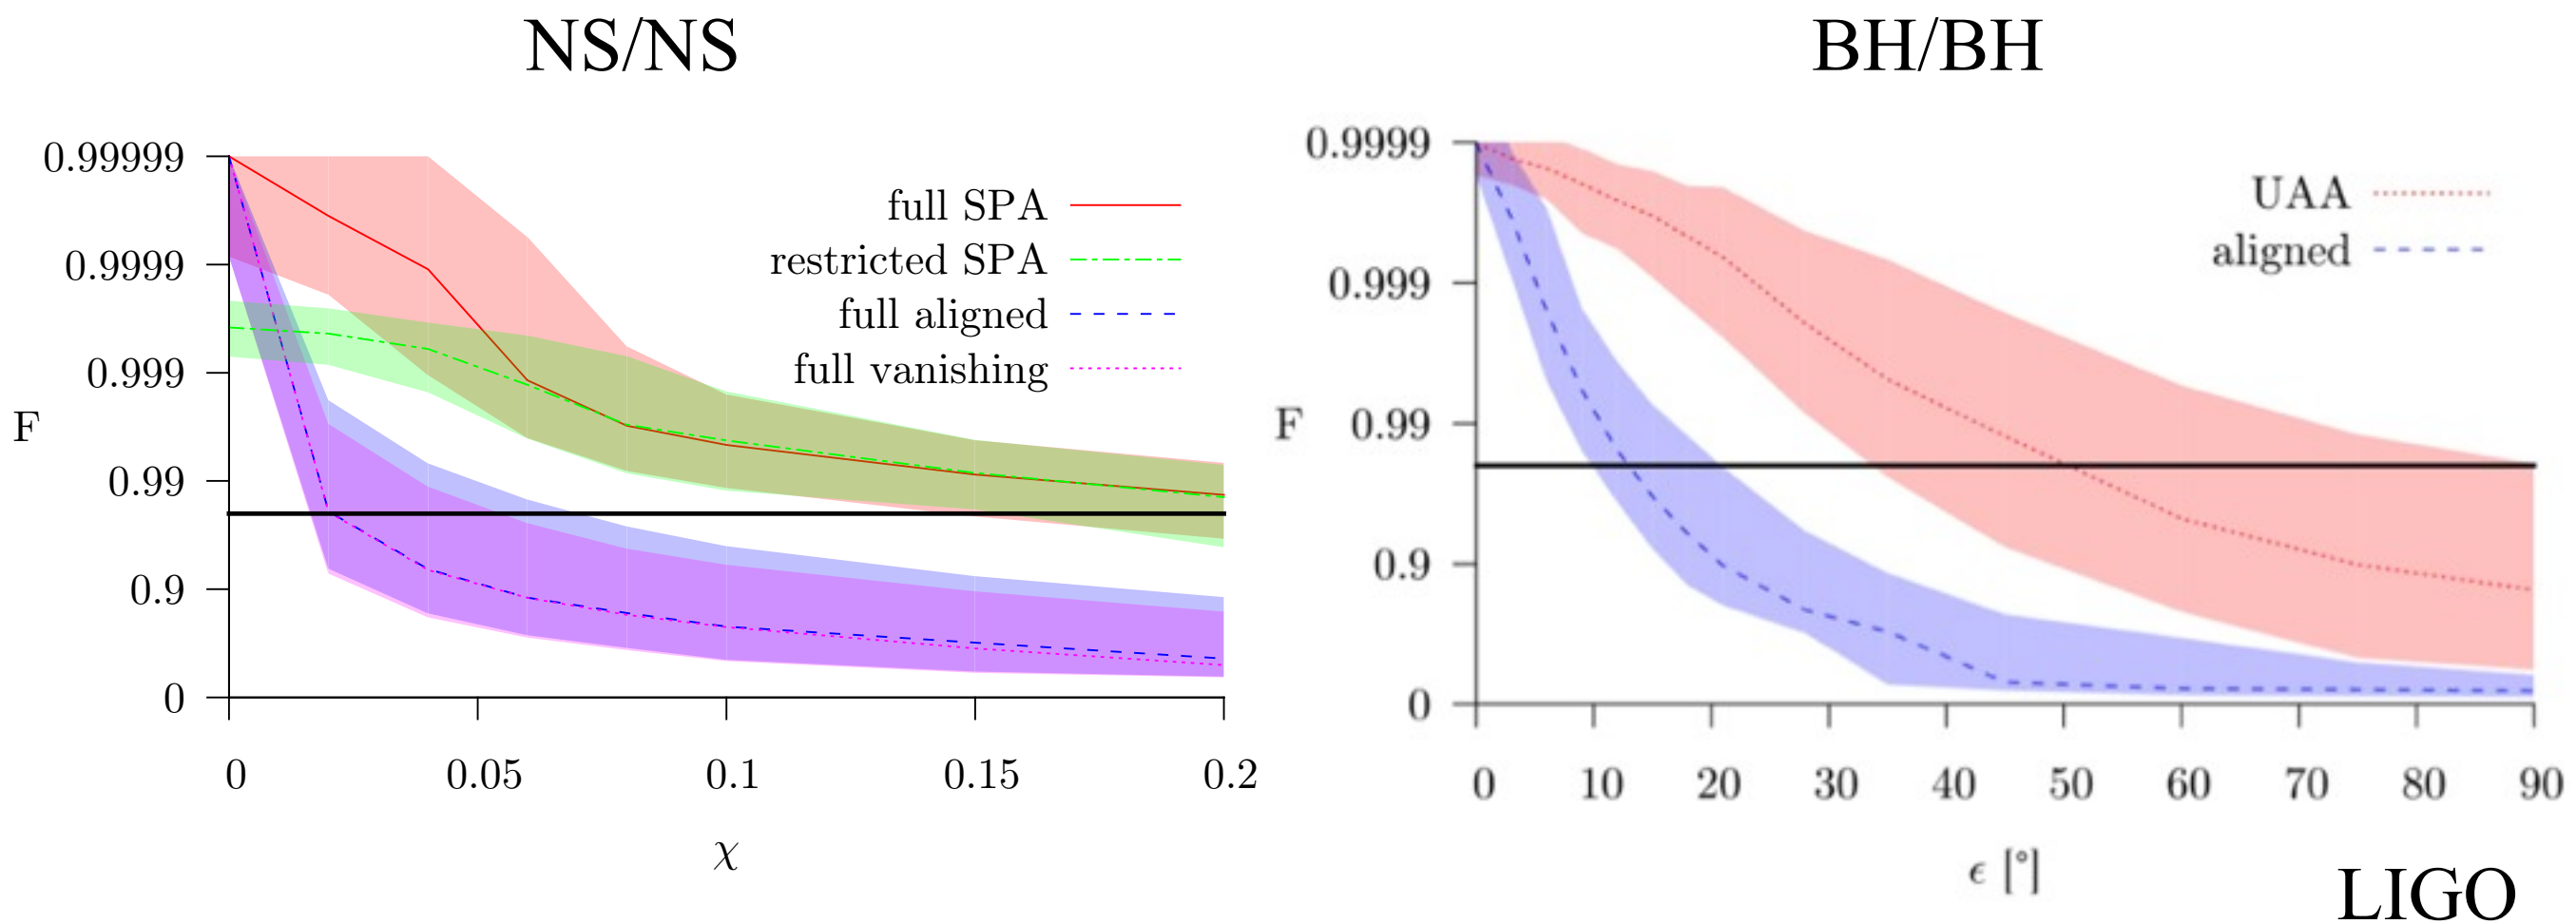 NS/NS
BH/BH
0.99999
0.9999
0.999
0.99
0.9
0
F
full SPA
restricted SPA
full aligned
full vanishing
0 0.05 0.1 0.15 0.2
χ
0.9999
0.999
0.99
0.9
0
F
UAA
aligned
0 10 20 30 40 50 60 70 80 90
ϵ [°]
LIGO